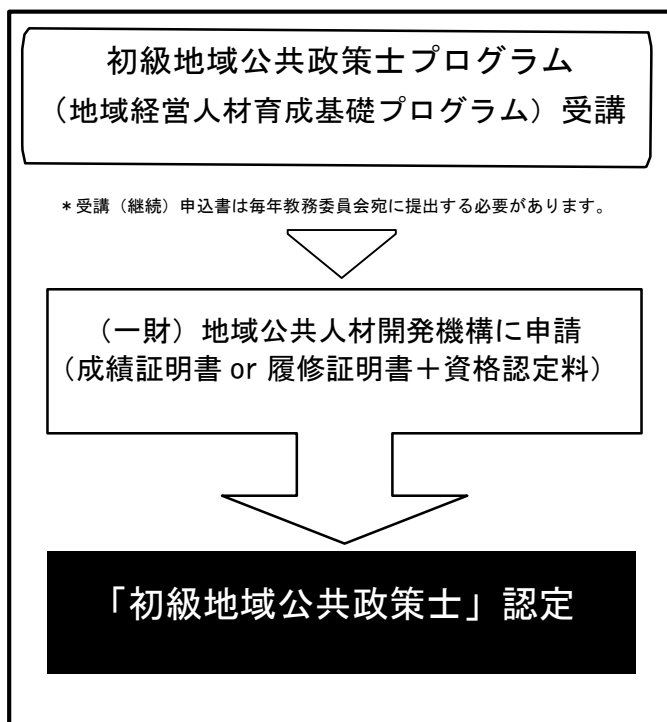 初級地域公共政策士プログラム
（地域経営人材育成基礎プログラム）受講
＊受講（継続）申込書は毎年教務委員会宛に提出する必要があります。
（一財）地域公共人材開発機構に申請
（成績証明書 or 履修証明書＋資格認定料）
「初級地域公共政策士」認定